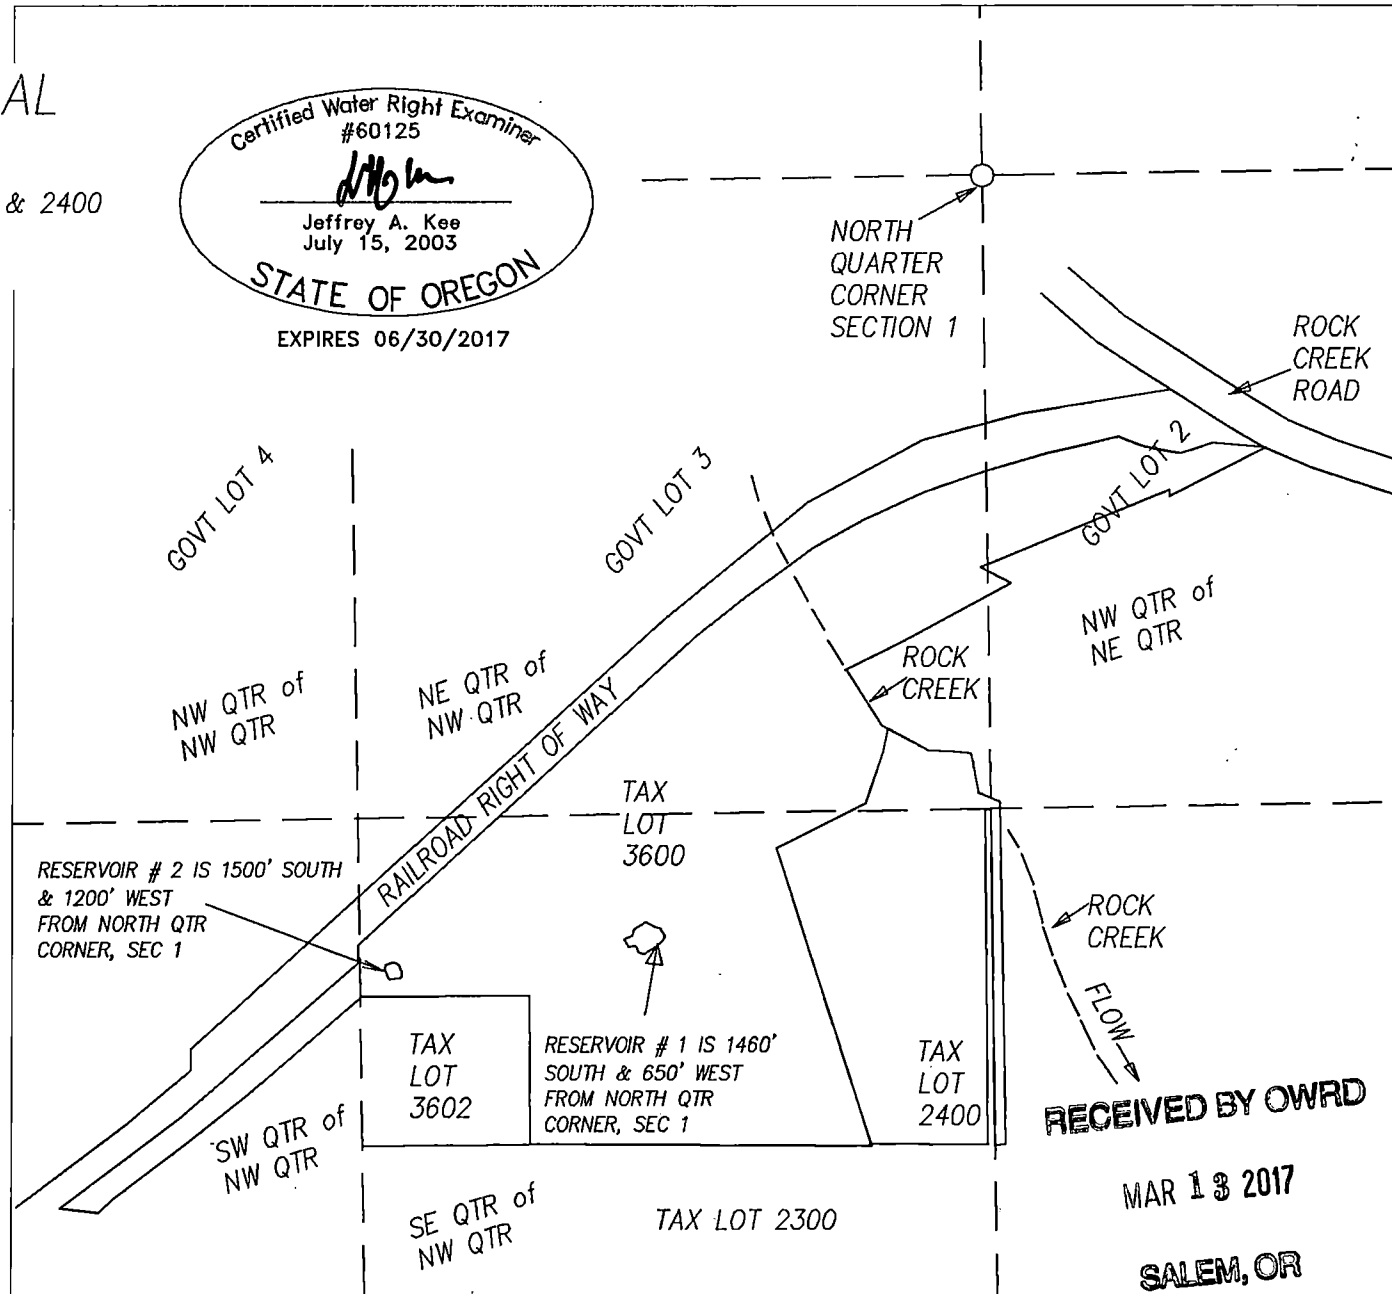 AL
& 2400
Certified Water Right Examiner
#60125
Jeffrey A. Kee
July 15, 2003
STATE OF OREGON
EXPIRES 06/30/2017
NORTH
QUARTER
CORNER
SECTION 1
ROCK
CREEK
ROAD
GOVT LOT 4
GOVT LOT 3
GOVT LOT 2
NW QTR of
NW QTR
NE QTR of
NW QTR
NW QTR of
NE QTR
ROCK
CREEK
RAILROAD RIGHT OF WAY
TAX
LOT
3600
RESERVOIR # 2 IS 1500' SOUTH
& 1200' WEST
FROM NORTH QTR
CORNER, SEC 1
ROCK
CREEK
FLOW
TAX
LOT
3602
RESERVOIR # 1 IS 1460'
SOUTH & 650' WEST
FROM NORTH QTR
CORNER, SEC 1
TAX
LOT
2400
SW QTR of
NW QTR
SE QTR of
NW QTR
TAX LOT 2300
RECEIVED BY OWRD
MAR 13 2017
SALEM, OR